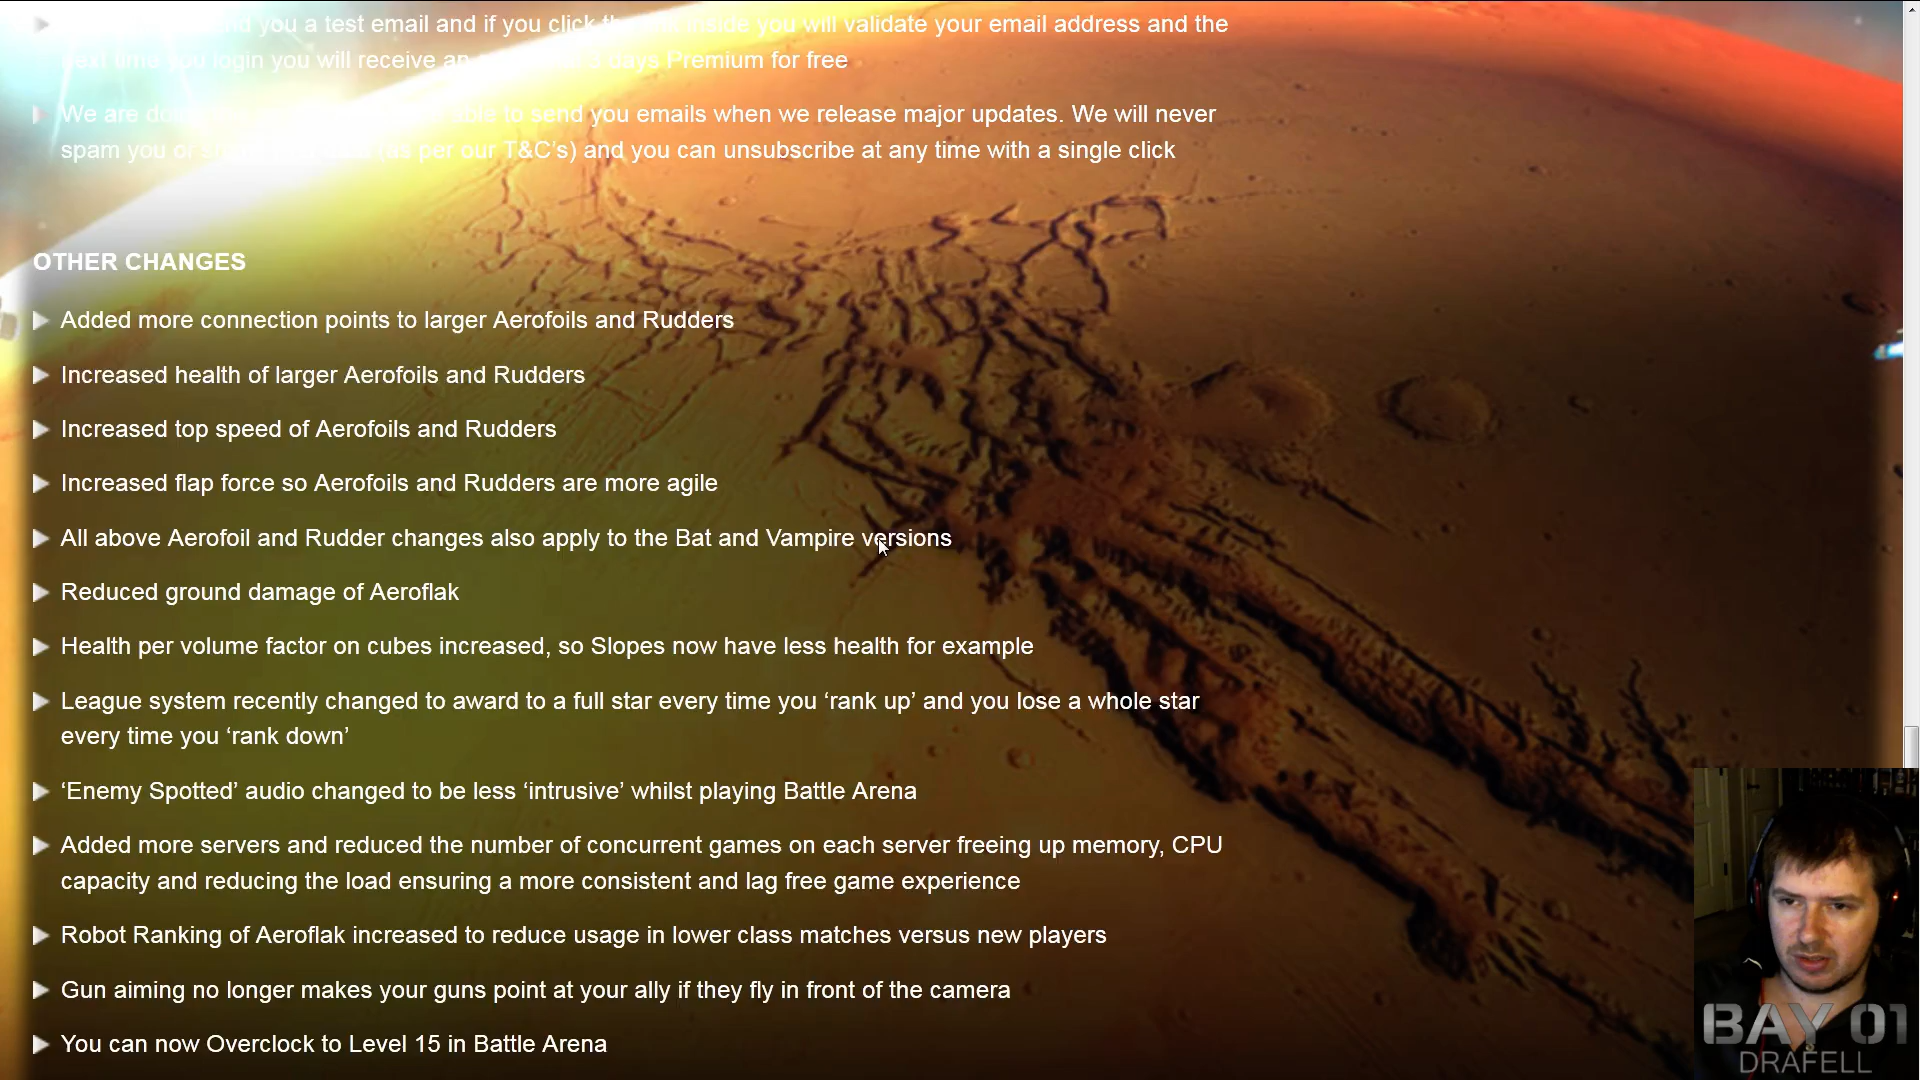 you a test email and if you click inside you will validate your email address and the
next time you login you will receive an 3 days Premium for free
We are able to send you emails when we release major updates. We will never
spam you or (as per our T&C's) and you can unsubscribe at any time with a single click
OTHER CHANGES
Added more connection points to larger Aerofoils and Rudders
Increased health of larger Aerofoils and Rudders
Increased top speed of Aerofoils and Rudders
Increased flap force so Aerofoils and Rudders are more agile
All above Aerofoil and Rudder changes also apply to the Bat and Vampire versions
Reduced ground damage of Aeroflak
Health per volume factor on cubes increased, so Slopes now have less health for example
League system recently changed to award to a full star every time you ‘rank up’ and you lose a whole star
every time you ‘rank down’
‘Enemy Spotted’ audio changed to be less ‘intrusive’ whilst playing Battle Arena
Added more servers and reduced the number of concurrent games on each server freeing up memory, CPU
capacity and reducing the load ensuring a more consistent and lag free game experience
Robot Ranking of Aeroflak increased to reduce usage in lower class matches versus new players
Gun aiming no longer makes your guns point at your ally if they fly in front of the camera
You can now Overclock to Level 15 in Battle Arena
BAY 01
DRAFELL